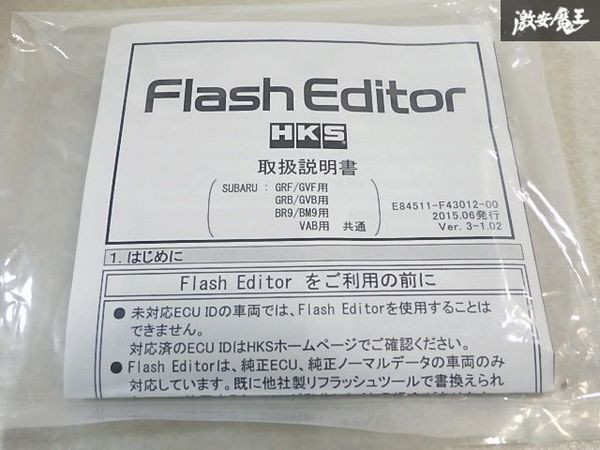 激安魔王
Flash Editor
HKS
取扱説明書
SUBARU : GRF/GVF用
GRB/GVB用
BR9/BM9用
VAB用 共通
E84511-F43012-00
2015.06発行
Ver. 3-1.02
1. はじめに
Flash Editor をご利用の前に
● 未対応ECU IDの車両では、Flash Editorを使用することは
できません。
対応済のECU IDはHKSホームページでご確認ください。
● Flash Editorは、純正ECU、純正ノーマルデータの車両のみ
対応しています。既に他社製リフラッシュツールで書換えられ